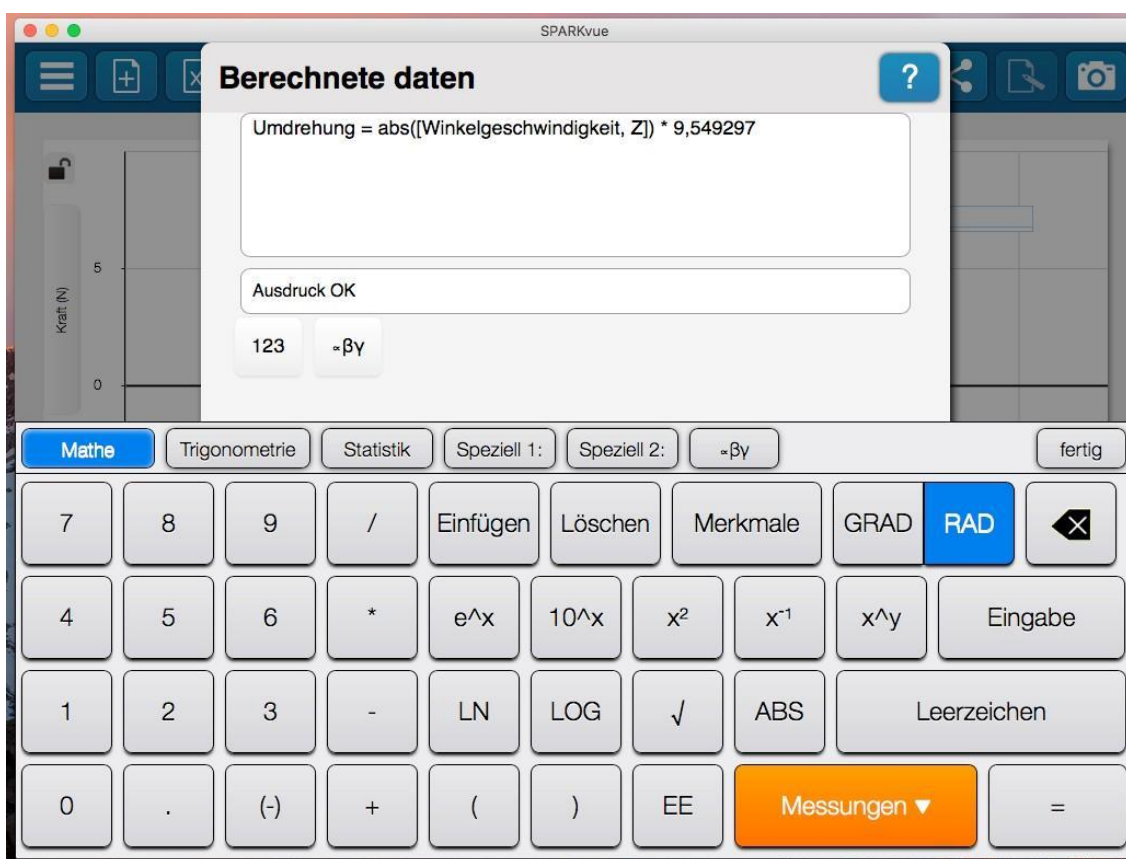 SPARKvue
Berechnete daten
?
Umdrehung = abs([Winkelgeschwindigkeit, Z]) * 9,549297
5
Kraft (N)
0
Ausdruck OK
123 ∝βγ
Mathe Trigonometrie Statistik Speziell 1: Speziell 2: ∝βγ fertig
7 8 9 / Einfügen Löschen Merkmale GRAD RAD
4 5 6 * e^x 10^x x² x⁻¹ x^y Eingabe
1 2 3 - LN LOG √ ABS Leerzeichen
0 . (-) + ( ) EE Messungen ▼ =